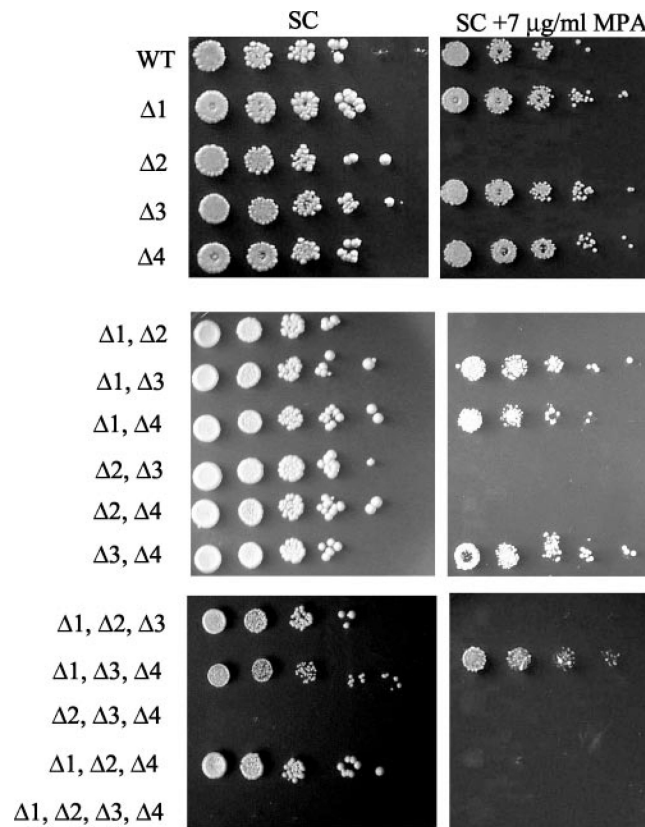 SC
SC +7 µg/ml MPA
WT
Δ1
Δ2
Δ3
Δ4
Δ1, Δ2
Δ1, Δ3
Δ1, Δ4
Δ2, Δ3
Δ2, Δ4
Δ3, Δ4
Δ1, Δ2, Δ3
Δ1, Δ3, Δ4
Δ2, Δ3, Δ4
Δ1, Δ2, Δ4
Δ1, Δ2, Δ3, Δ4